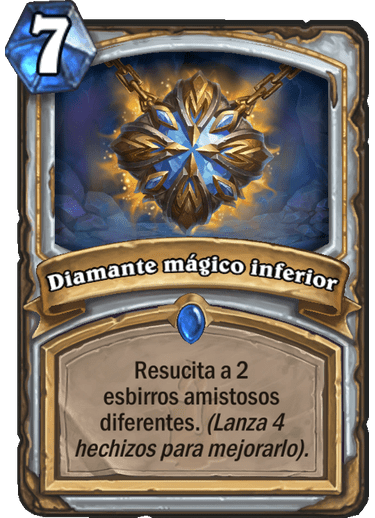 7
Diamante mágico inferior
Resucita a 2
esbirros amistosos
diferentes. (Lanza 4
hechizos para mejorarlo).